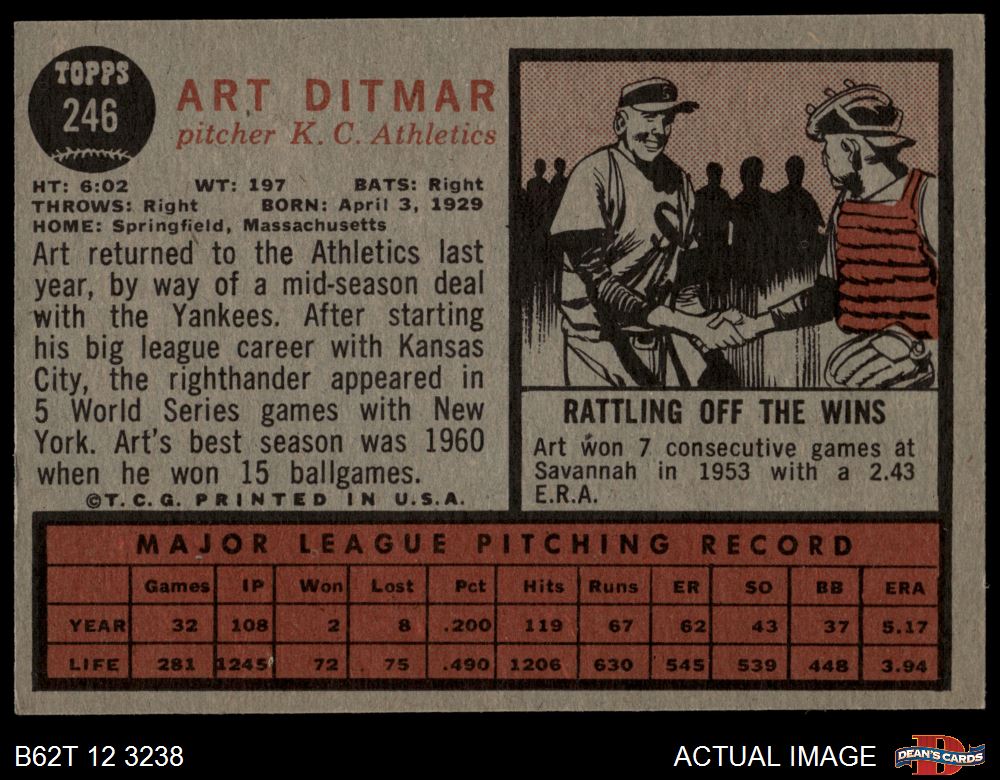 TOPPS
246
ART DITMAR
pitcher K. C. Athletics
HT: 6:02 WT: 197 BATS: Right
THROWS: Right BORN: April 3, 1929
HOME: Springfield, Massachusetts
Art returned to the Athletics last
year, by way of a mid-season deal
with the Yankees. After starting
his big league career with Kansas
City, the righthander appeared in
5 World Series games with New
York. Art's best season was 1960
when he won 15 ballgames.
©T.C.G. PRINTED IN U.S.A.
S
S
RATTLING OFF THE WINS
Art won 7 consecutive games at
Savannah in 1953 with a 2.43
E.R.A.
MAJOR LEAGUE PITCHING RECORD
Games IP Won Lost Pct Hits Runs ER SO BB ERA
YEAR 32 108 2 8 .200 119 67 62 43 37 5.17
LIFE 281 1245 72 75 .490 1206 630 545 539 448 3.94
B62T 12 3238
ACTUAL IMAGE
D
DEAN'S CARDS